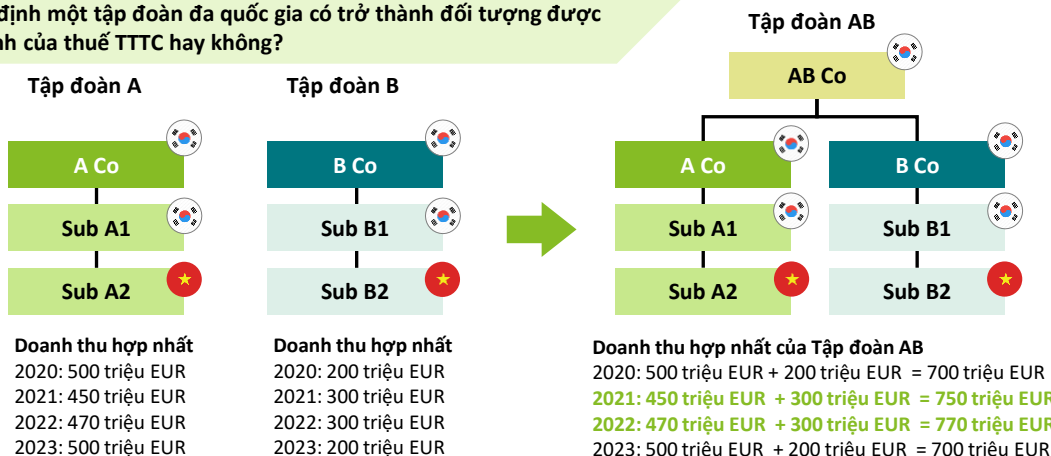 định một tập đoàn đa quốc gia có trở thành đối tượng được
của thuế TTTC hay không?
Tập đoàn A
Tập đoàn B
Tập đoàn AB
AB Co
A Co
Sub A1
Sub A2
B Co
Sub B1
Sub B2
A Co
Sub A1
Sub A2
B Co
Sub B1
Sub B2
Doanh thu hợp nhất
2020: 500 triệu EUR
2021: 450 triệu EUR
2022: 470 triệu EUR
2023: 500 triệu EUR
Doanh thu hợp nhất
2020: 200 triệu EUR
2021: 300 triệu EUR
2022: 300 triệu EUR
2023: 200 triệu EUR
Doanh thu hợp nhất của Tập đoàn AB
2020: 500 triệu EUR + 200 triệu EUR = 700 triệu EUR
2021: 450 triệu EUR + 300 triệu EUR = 750 triệu EUR
2022: 470 triệu EUR + 300 triệu EUR = 770 triệu EUR
2023: 500 triệu EUR + 200 triệu EUR = 700 triệu EUR